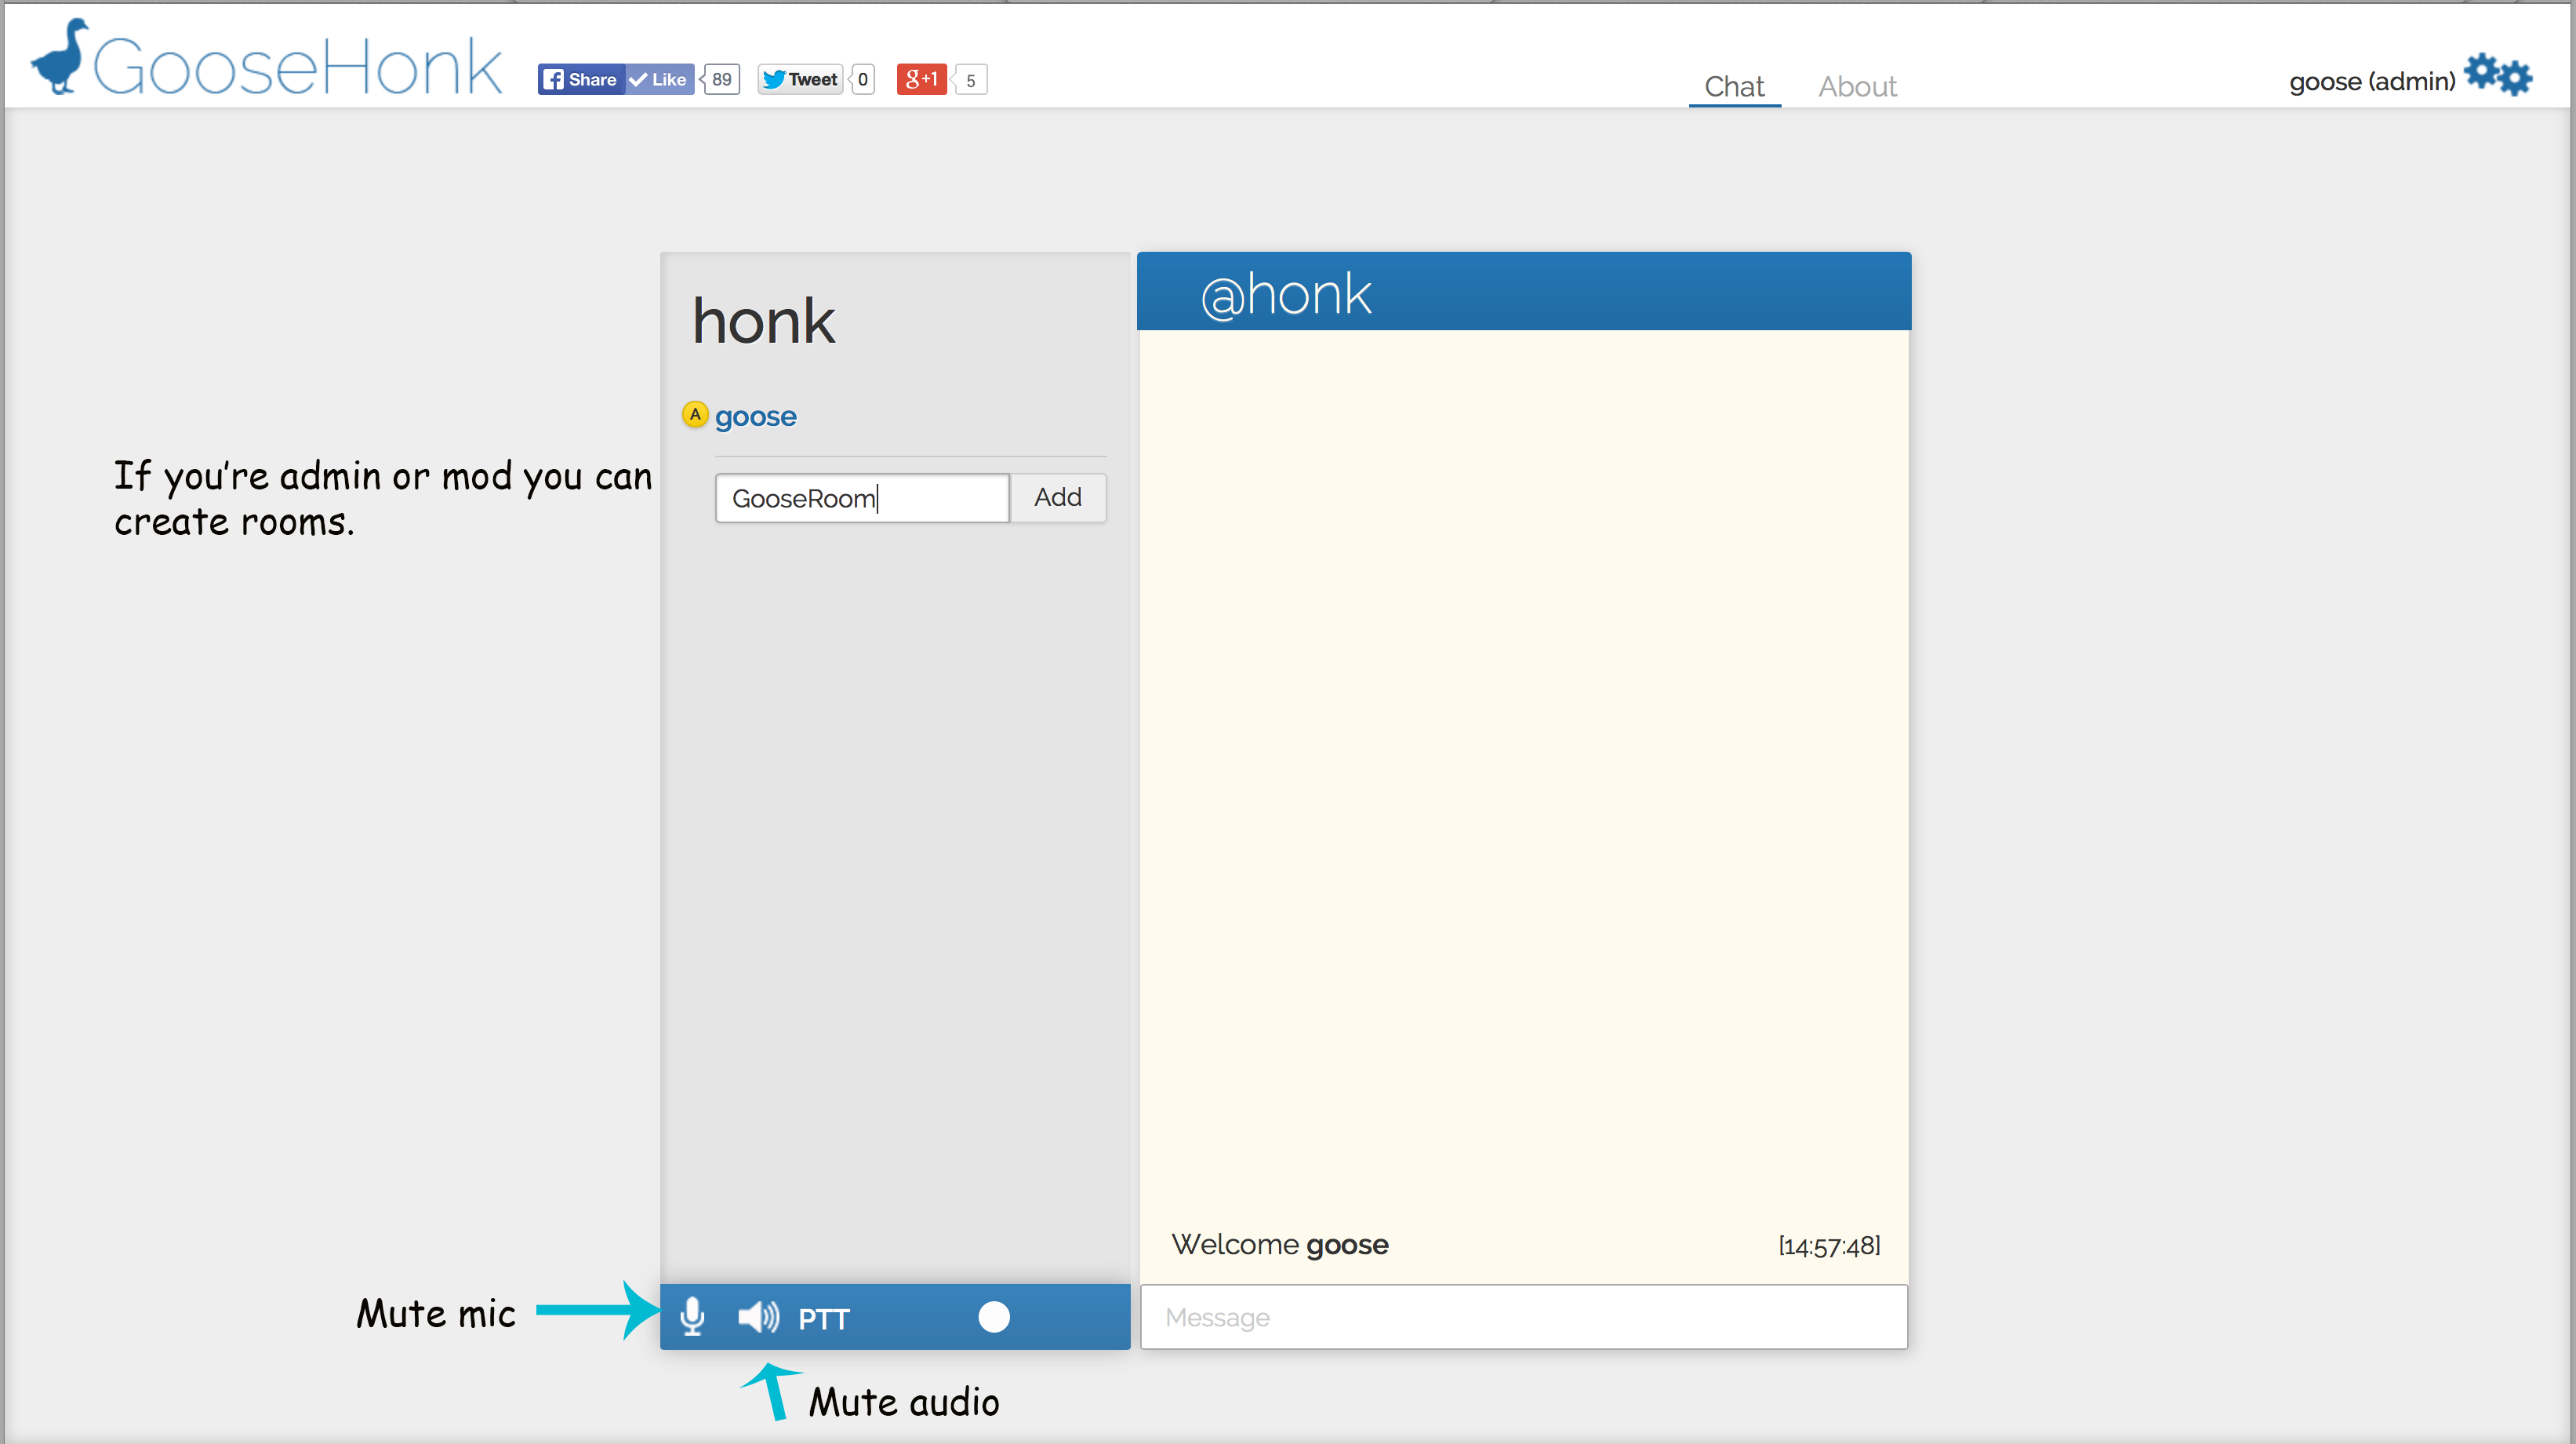 GooseHonk
Share Like 89 Tweet 0 g+1 5
Chat About
goose (admin)
honk
@honk
A goose
If you're admin or mod you can
create rooms.
GooseRoom Add
Welcome goose [14:57:48]
Mute mic
PTT
Message
Mute audio